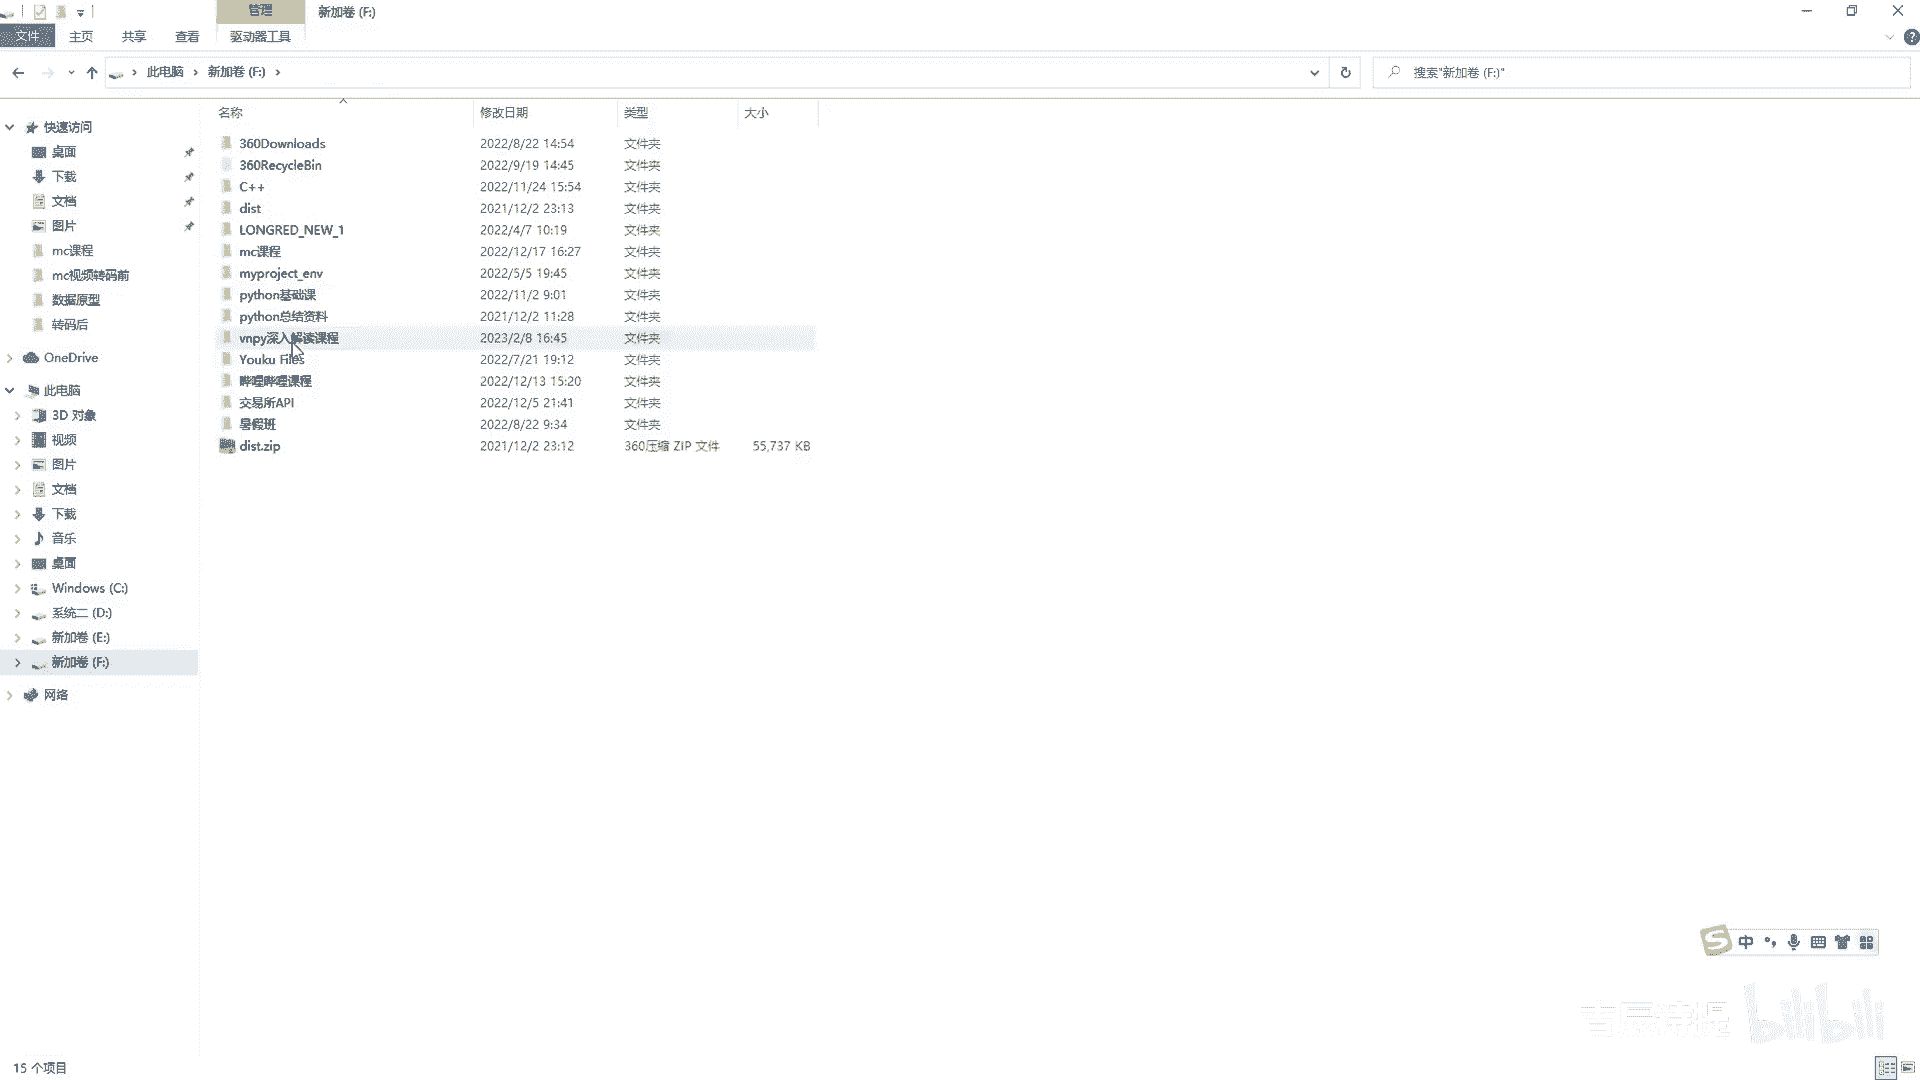 管理 新加卷 (F:)
文件 主页 共享 查看 驱动器工具
此电脑 新加卷 (F:) 搜索"新加卷 (F:)"
名称 修改日期 类型 大小
快速访问
桌面
下载
文档
图片
mc课程
mc视频转码前
数据原型
转码后
OneDrive
此电脑
3D 对象
视频
图片
文档
下载
音乐
桌面
Windows (C:)
系统二 (D:)
新加卷 (E:)
新加卷 (F:)
网络
360Downloads 2022/8/22 14:54 文件夹
360RecycleBin 2022/9/19 14:45 文件夹
C++ 2022/11/24 15:54 文件夹
dist 2021/12/2 23:13 文件夹
LONGRED_NEW_1 2022/4/7 10:19 文件夹
mc课程 2022/12/17 16:27 文件夹
myproject_env 2022/5/5 19:45 文件夹
python基础课 2022/11/2 9:01 文件夹
python总结资料 2021/12/2 11:28 文件夹
vnpy深入解读课程 2023/2/8 16:45 文件夹
Youku Files 2022/7/21 19:12 文件夹
哔哩哔哩课程 2022/12/13 15:20 文件夹
交易所API 2022/12/5 21:41 文件夹
暑假班 2022/8/22 9:34 文件夹
dist.zip 2021/12/2 23:12 360压缩 ZIP 文件 55,737 KB
中
bilibili
15 个项目